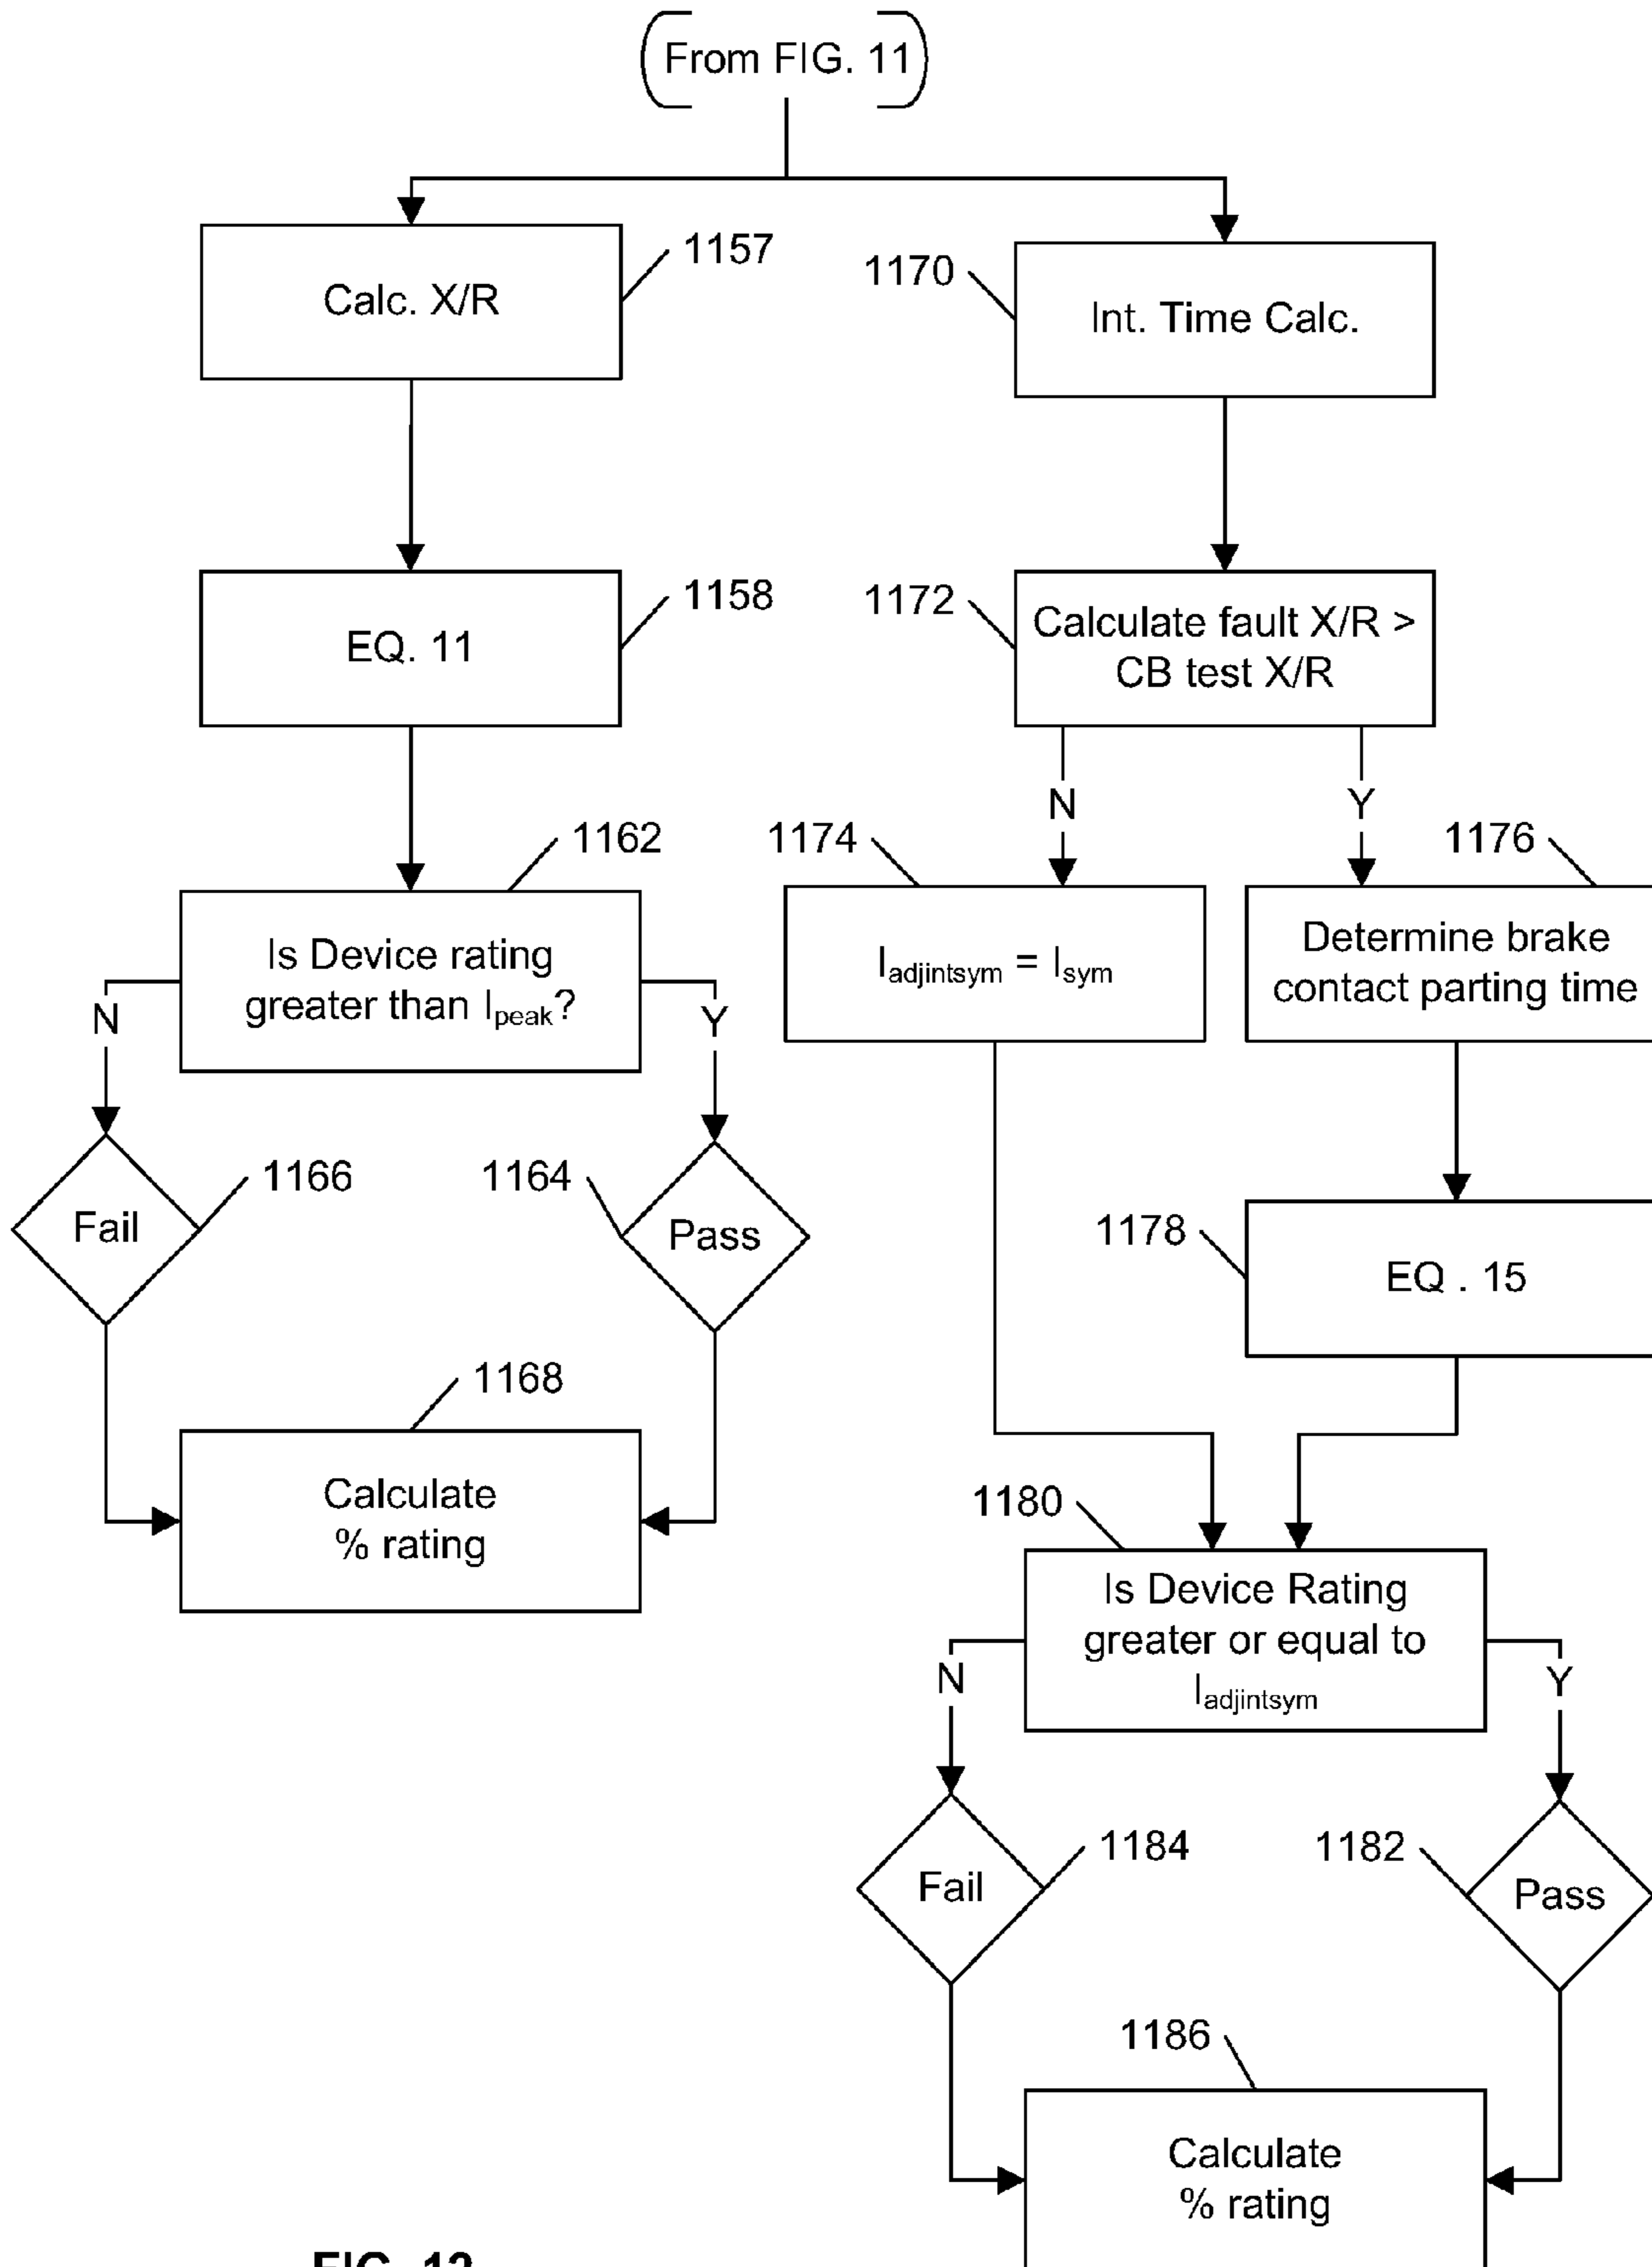 From FIG. 11
Calc. X/R
1157
1170
Int. Time Calc.
EQ. 11
1158
1172
Calculate fault X/R >
CB test X/R
N
Y
1162
1174
1176
Is Device rating
greater than Ipeak?
N
Y
Iadjintsym = Isym
Determine brake
contact parting time
Fail
1166
1164
Pass
1178
EQ . 15
1168
Calculate
% rating
1180
Is Device Rating
greater or equal to
Iadjintsym
N
Y
Fail
1184
1182
Pass
1186
Calculate
% rating
FIG. 12